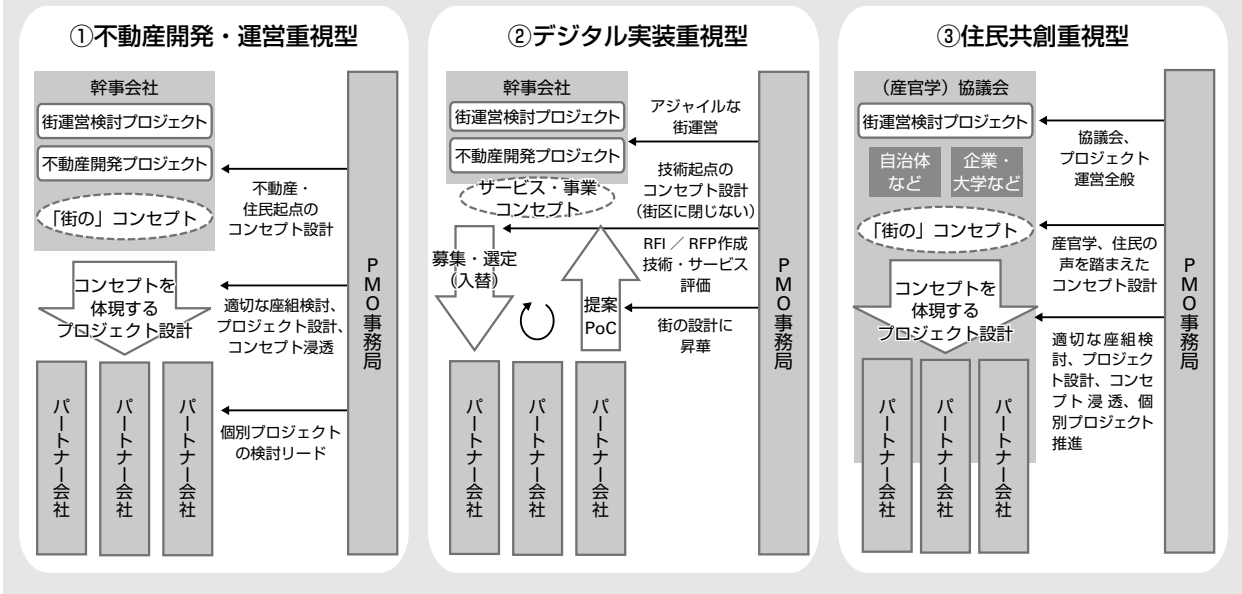 ①不動産開発・運営重視型
幹事会社
街運営検討プロジェクト
不動産開発プロジェクト
「街の」コンセプト
不動産・
住民起点の
コンセプト設計
コンセプトを
体現する
プロジェクト設計
適切な座組検討、
プロジェクト設計、
コンセプト浸透
パートナー会社
パートナー会社
パートナー会社
個別プロジェクト
の検討リード
PMO事務局
②デジタル実装重視型
幹事会社
街運営検討プロジェクト
不動産開発プロジェクト
サービス・事業
コンセプト
アジャイルな
街運営
技術起点の
コンセプト設計
（街区に閉じない）
募集・選定
（入替）
提案
PoC
RFI ／ RFP作成
技術・サービス
評価
街の設計に
昇華
パートナー会社
パートナー会社
パートナー会社
PMO事務局
③住民共創重視型
（産官学）協議会
街運営検討プロジェクト
自治体
など
企業・
大学など
「街の」コンセプト
協議会、
プロジェクト
運営全般
産官学、住民の
声を踏まえた
コンセプト設計
コンセプトを
体現する
プロジェクト設計
適切な座組検
討、プロジェク
ト設計、コンセ
プト浸透、個
別プロジェクト
推進
パートナー会社
パートナー会社
パートナー会社
PMO事務局